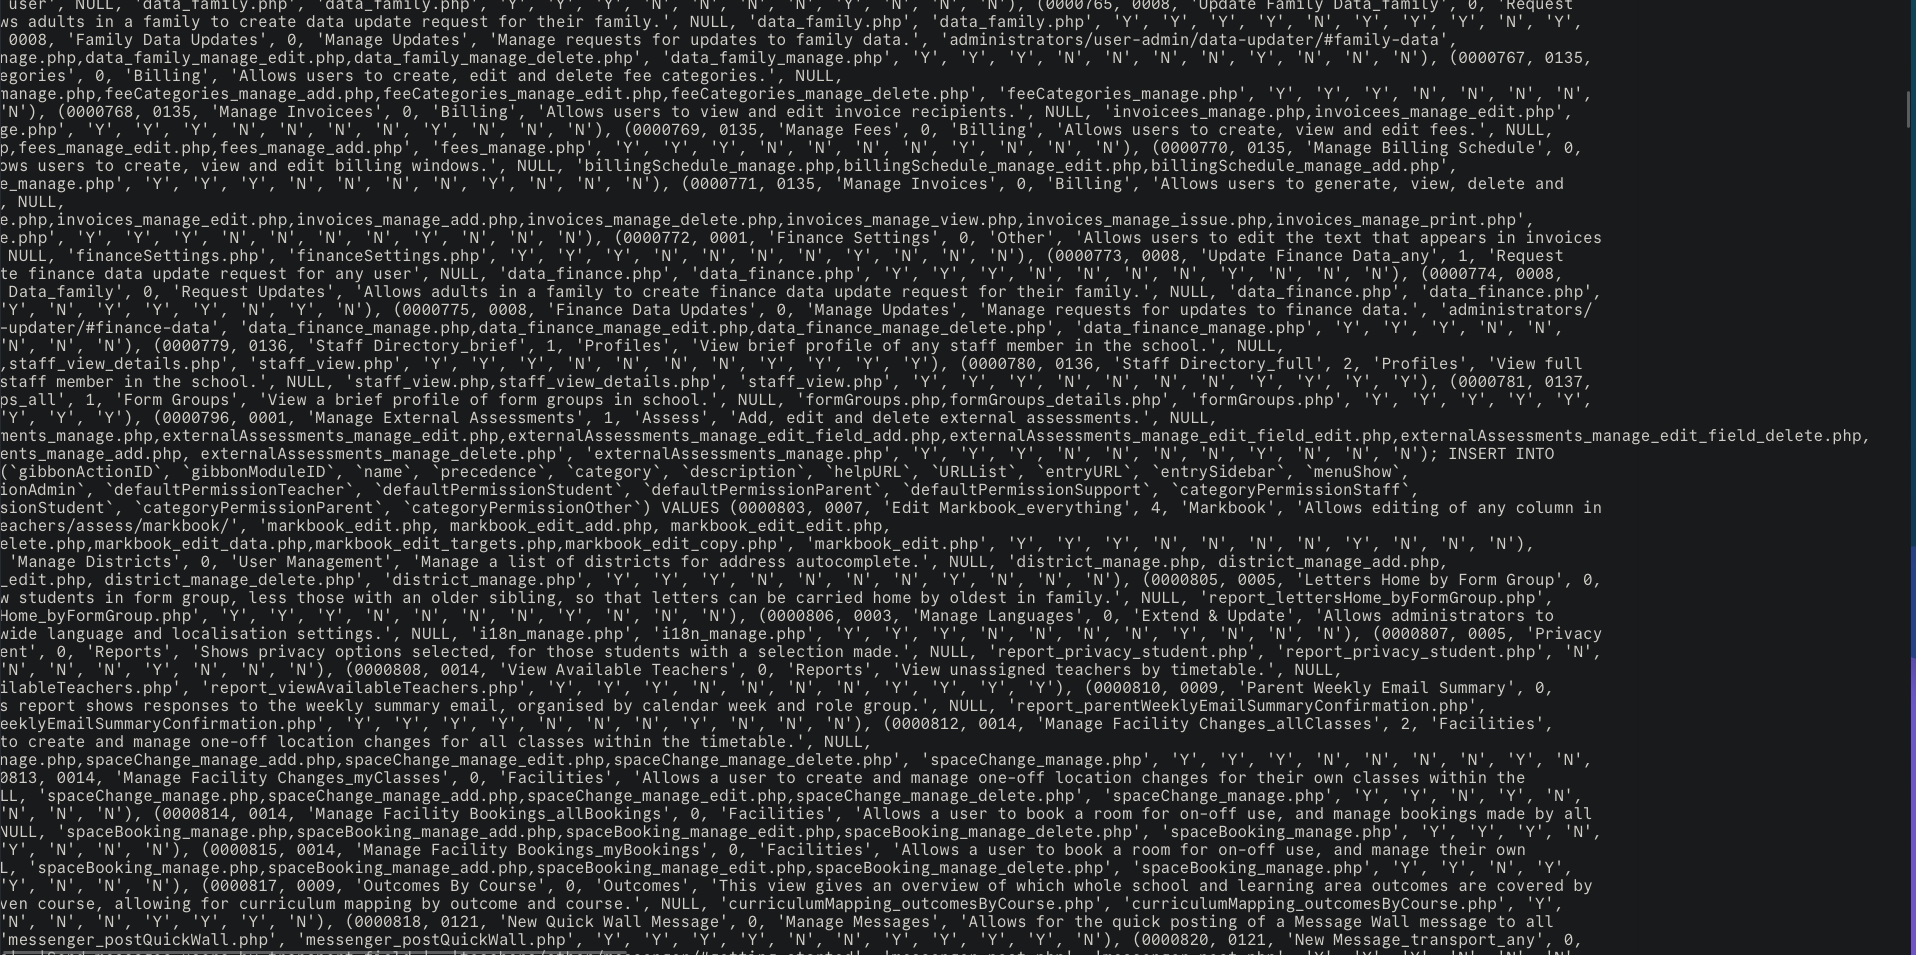 user', NULL, 'data_family.php', 'data_family.php', 'Y', 'Y', 'Y', 'N', 'N', 'N', 'N', 'Y', 'N', 'N', 'N'), (0000765, 0008, 'Update Family Data_family', 0, 'Request
ws adults in a family to create data update request for their family.', NULL, 'data_family.php', 'data_family.php', 'Y', 'Y', 'Y', 'N', 'Y', 'Y', 'Y', 'Y', 'N', 'Y',
0008, 'Family Data Updates', 0, 'Manage Updates', 'Manage requests for updates to family data.', 'administrators/user-admin/data-updater/#family-data',
nage.php,data_family_manage_edit.php,data_family_manage_delete.php', 'data_family_manage.php', 'Y', 'Y', 'Y', 'N', 'N', 'N', 'N', 'Y', 'N', 'N', 'N'), (0000767, 0135,
egories', 0, 'Billing', 'Allows users to create, edit and delete fee categories.', NULL,
manage.php,feeCategories_manage_add.php,feeCategories_manage_edit.php,feeCategories_manage_delete.php', 'feeCategories_manage.php', 'Y', 'Y', 'Y', 'N', 'N', 'N', 'N',
'N'), (0000768, 0135, 'Manage Invoicees', 0, 'Billing', 'Allows users to view and edit invoice recipients.', NULL, 'invoicees_manage.php,invoicees_manage_edit.php',
ge.php', 'Y', 'Y', 'Y', 'N', 'N', 'N', 'N', 'Y', 'N', 'N', 'N'), (0000769, 0135, 'Manage Fees', 0, 'Billing', 'Allows users to create, view and edit fees.', NULL,
p,fees_manage_edit.php,fees_manage_add.php', 'fees_manage.php', 'Y', 'Y', 'Y', 'N', 'N', 'N', 'N', 'Y', 'N', 'N', 'N'), (0000770, 0135, 'Manage Billing Schedule', 0,
ows users to create, view and edit billing windows.', NULL, 'billingSchedule_manage.php,billingSchedule_manage_edit.php,billingSchedule_manage_add.php',
e_manage.php', 'Y', 'Y', 'Y', 'N', 'N', 'N', 'N', 'Y', 'N', 'N', 'N'), (0000771, 0135, 'Manage Invoices', 0, 'Billing', 'Allows users to generate, view, delete and
, NULL,
e.php,invoices_manage_edit.php,invoices_manage_add.php,invoices_manage_delete.php,invoices_manage_view.php,invoices_manage_issue.php,invoices_manage_print.php',
e.php', 'Y', 'Y', 'Y', 'N', 'N', 'N', 'N', 'Y', 'N', 'N', 'N'), (0000772, 0001, 'Finance Settings', 0, 'Other', 'Allows users to edit the text that appears in invoices
NULL, 'financeSettings.php', 'financeSettings.php', 'Y', 'Y', 'Y', 'N', 'N', 'N', 'N', 'Y', 'N', 'N', 'N'), (0000773, 0008, 'Update Finance Data_any', 1, 'Request
te finance data update request for any user', NULL, 'data_finance.php', 'data_finance.php', 'Y', 'Y', 'Y', 'N', 'N', 'N', 'N', 'Y', 'N', 'N', 'N'), (0000774, 0008,
Data_family', 0, 'Request Updates', 'Allows adults in a family to create finance data update request for their family.', NULL, 'data_finance.php', 'data_finance.php',
'Y', 'N', 'Y', 'Y', 'Y', 'N', 'Y', 'N'), (0000775, 0008, 'Finance Data Updates', 0, 'Manage Updates', 'Manage requests for updates to finance data.', 'administrators/
-updater/#finance-data', 'data_finance_manage.php,data_finance_manage_edit.php,data_finance_manage_delete.php', 'data_finance_manage.php', 'Y', 'Y', 'Y', 'N', 'N',
'N', 'N', 'N'), (0000779, 0136, 'Staff Directory_brief', 1, 'Profiles', 'View brief profile of any staff member in the school.', NULL,
,staff_view_details.php', 'staff_view.php', 'Y', 'Y', 'Y', 'N', 'N', 'N', 'N', 'Y', 'Y', 'Y', 'Y'), (0000780, 0136, 'Staff Directory_full', 2, 'Profiles', 'View full
staff member in the school.', NULL, 'staff_view.php,staff_view_details.php', 'staff_view.php', 'Y', 'Y', 'Y', 'N', 'N', 'N', 'N', 'Y', 'Y', 'Y', 'Y'), (0000781, 0137,
ps_all', 1, 'Form Groups', 'View a brief profile of form groups in school.', NULL, 'formGroups.php,formGroups_details.php', 'formGroups.php', 'Y', 'Y', 'Y', 'Y', 'Y',
'Y', 'Y', 'Y'), (0000796, 0001, 'Manage External Assessments', 1, 'Assess', 'Add, edit and delete external assessments.', NULL,
ments_manage.php,externalAssessments_manage_edit.php,externalAssessments_manage_edit_field_add.php,externalAssessments_manage_edit_field_edit.php,externalAssessments_manage_edit_field_delete.php,
ents_manage_add.php, externalAssessments_manage_delete.php', 'externalAssessments_manage.php', 'Y', 'Y', 'Y', 'N', 'N', 'N', 'N', 'Y', 'N', 'N', 'N'); INSERT INTO
(`gibbonActionID`, `gibbonModuleID`, `name`, `precedence`, `category`, `description`, `helpURL`, `URLList`, `entryURL`, `entrySidebar`, `menuShow`,
ionAdmin`, `defaultPermissionTeacher`, `defaultPermissionStudent`, `defaultPermissionParent`, `defaultPermissionSupport`, `categoryPermissionStaff`,
sionStudent`, `categoryPermissionParent`, `categoryPermissionOther`) VALUES (0000803, 0007, 'Edit Markbook_everything', 4, 'Markbook', 'Allows editing of any column in
eachers/assess/markbook/', 'markbook_edit.php, markbook_edit_add.php, markbook_edit_edit.php,
elete.php,markbook_edit_data.php,markbook_edit_targets.php,markbook_edit_copy.php', 'markbook_edit.php', 'Y', 'Y', 'Y', 'N', 'N', 'N', 'N', 'Y', 'N', 'N', 'N'),
'Manage Districts', 0, 'User Management', 'Manage a list of districts for address autocomplete.', NULL, 'district_manage.php, district_manage_add.php,
_edit.php, district_manage_delete.php', 'district_manage.php', 'Y', 'Y', 'Y', 'N', 'N', 'N', 'N', 'Y', 'N', 'N', 'N'), (0000805, 0005, 'Letters Home by Form Group', 0,
w students in form group, less those with an older sibling, so that letters can be carried home by oldest in family.', NULL, 'report_lettersHome_byFormGroup.php',
Home_byFormGroup.php', 'Y', 'Y', 'Y', 'N', 'N', 'N', 'N', 'Y', 'N', 'N', 'N'), (0000806, 0003, 'Manage Languages', 0, 'Extend & Update', 'Allows administrators to
wide language and localisation settings.', NULL, 'i18n_manage.php', 'i18n_manage.php', 'Y', 'Y', 'Y', 'N', 'N', 'N', 'N', 'Y', 'N', 'N', 'N'), (0000807, 0005, 'Privacy
ent', 0, 'Reports', 'Shows privacy options selected, for those students with a selection made.', NULL, 'report_privacy_student.php', 'report_privacy_student.php', 'N',
'N', 'N', 'N', 'Y', 'N', 'N', 'N'), (0000808, 0014, 'View Available Teachers', 0, 'Reports', 'View unassigned teachers by timetable.', NULL,
ilableTeachers.php', 'report_viewAvailableTeachers.php', 'Y', 'Y', 'Y', 'N', 'N', 'N', 'N', 'Y', 'Y', 'Y', 'Y'), (0000810, 0009, 'Parent Weekly Email Summary', 0,
s report shows responses to the weekly summary email, organised by calendar week and role group.', NULL, 'report_parentWeeklyEmailSummaryConfirmation.php',
eeklyEmailSummaryConfirmation.php', 'Y', 'Y', 'Y', 'Y', 'N', 'N', 'N', 'Y', 'N', 'N', 'N'), (0000812, 0014, 'Manage Facility Changes_allClasses', 2, 'Facilities',
to create and manage one-off location changes for all classes within the timetable.', NULL,
nage.php,spaceChange_manage_add.php,spaceChange_manage_edit.php,spaceChange_manage_delete.php', 'spaceChange_manage.php', 'Y', 'Y', 'Y', 'N', 'N', 'N', 'Y', 'N',
0813, 0014, 'Manage Facility Changes_myClasses', 0, 'Facilities', 'Allows a user to create and manage one-off location changes for their own classes within the
LL, 'spaceChange_manage.php,spaceChange_manage_add.php,spaceChange_manage_edit.php,spaceChange_manage_delete.php', 'spaceChange_manage.php', 'Y', 'Y', 'N', 'Y', 'N',
'N', 'N', 'N'), (0000814, 0014, 'Manage Facility Bookings_allBookings', 0, 'Facilities', 'Allows a user to book a room for on-off use, and manage bookings made by all
NULL, 'spaceBooking_manage.php,spaceBooking_manage_add.php,spaceBooking_manage_edit.php,spaceBooking_manage_delete.php', 'spaceBooking_manage.php', 'Y', 'Y', 'Y', 'N',
'Y', 'N', 'N', 'N'), (0000815, 0014, 'Manage Facility Bookings_myBookings', 0, 'Facilities', 'Allows a user to book a room for on-off use, and manage their own
L, 'spaceBooking_manage.php,spaceBooking_manage_add.php,spaceBooking_manage_edit.php,spaceBooking_manage_delete.php', 'spaceBooking_manage.php', 'Y', 'Y', 'N', 'Y',
'Y', 'N', 'N', 'N'), (0000817, 0009, 'Outcomes By Course', 0, 'Outcomes', 'This view gives an overview of which whole school and learning area outcomes are covered by
ven course, allowing for curriculum mapping by outcome and course.', NULL, 'curriculumMapping_outcomesByCourse.php', 'curriculumMapping_outcomesByCourse.php', 'Y',
'N', 'N', 'N', 'Y', 'Y', 'Y', 'N'), (0000818, 0121, 'New Quick Wall Message', 0, 'Manage Messages', 'Allows for the quick posting of a Message Wall message to all
'messenger_postQuickWall.php', 'messenger_postQuickWall.php', 'Y', 'Y', 'Y', 'Y', 'N', 'N', 'Y', 'Y', 'Y', 'Y', 'N'), (0000820, 0121, 'New Message_transport_any', 0,